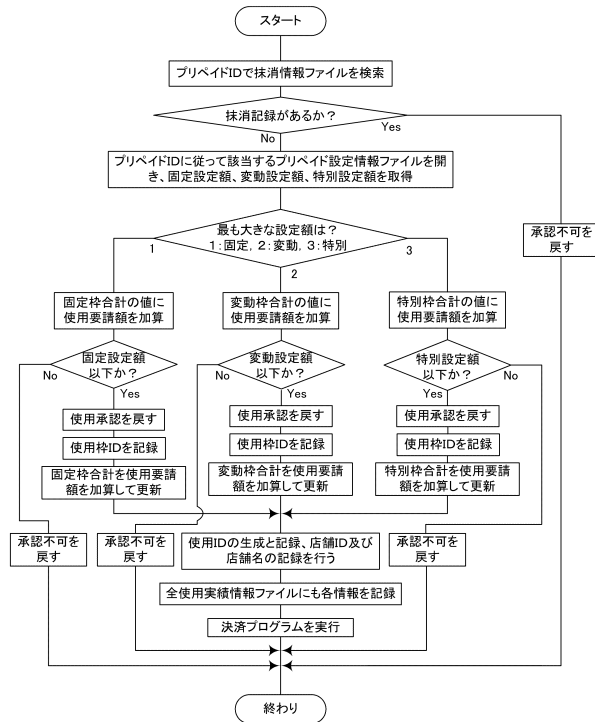 スタート
プリペイドIDで抹消情報ファイルを検索
抹消記録があるか？
Yes
No
プリペイドIDに従って該当するプリペイド設定情報ファイルを開
き、固定設定額、変動設定額、特別設定額を取得
最も大きな設定額は？
1：固定，2：変動，3：特別
1
2
3
承認不可を
戻す
固定枠合計の値に
使用要請額を加算
変動枠合計の値に
使用要請額を加算
特別枠合計の値に
使用要請額を加算
固定設定額
以下か？
No
Yes
変動設定額
以下か？
No
Yes
特別設定額
以下か？
Yes
No
使用承認を戻す
使用枠IDを記録
固定枠合計を使用要請
額を加算して更新
使用承認を戻す
使用枠IDを記録
変動枠合計を使用要請
額を加算して更新
使用承認を戻す
使用枠IDを記録
特別枠合計を使用要請
額を加算して更新
承認不可を
戻す
承認不可を
戻す
使用IDの生成と記録、店舗ID及び
店舗名の記録を行う
承認不可を
戻す
全使用実績情報ファイルにも各情報を記録
決済プログラムを実行
終わり